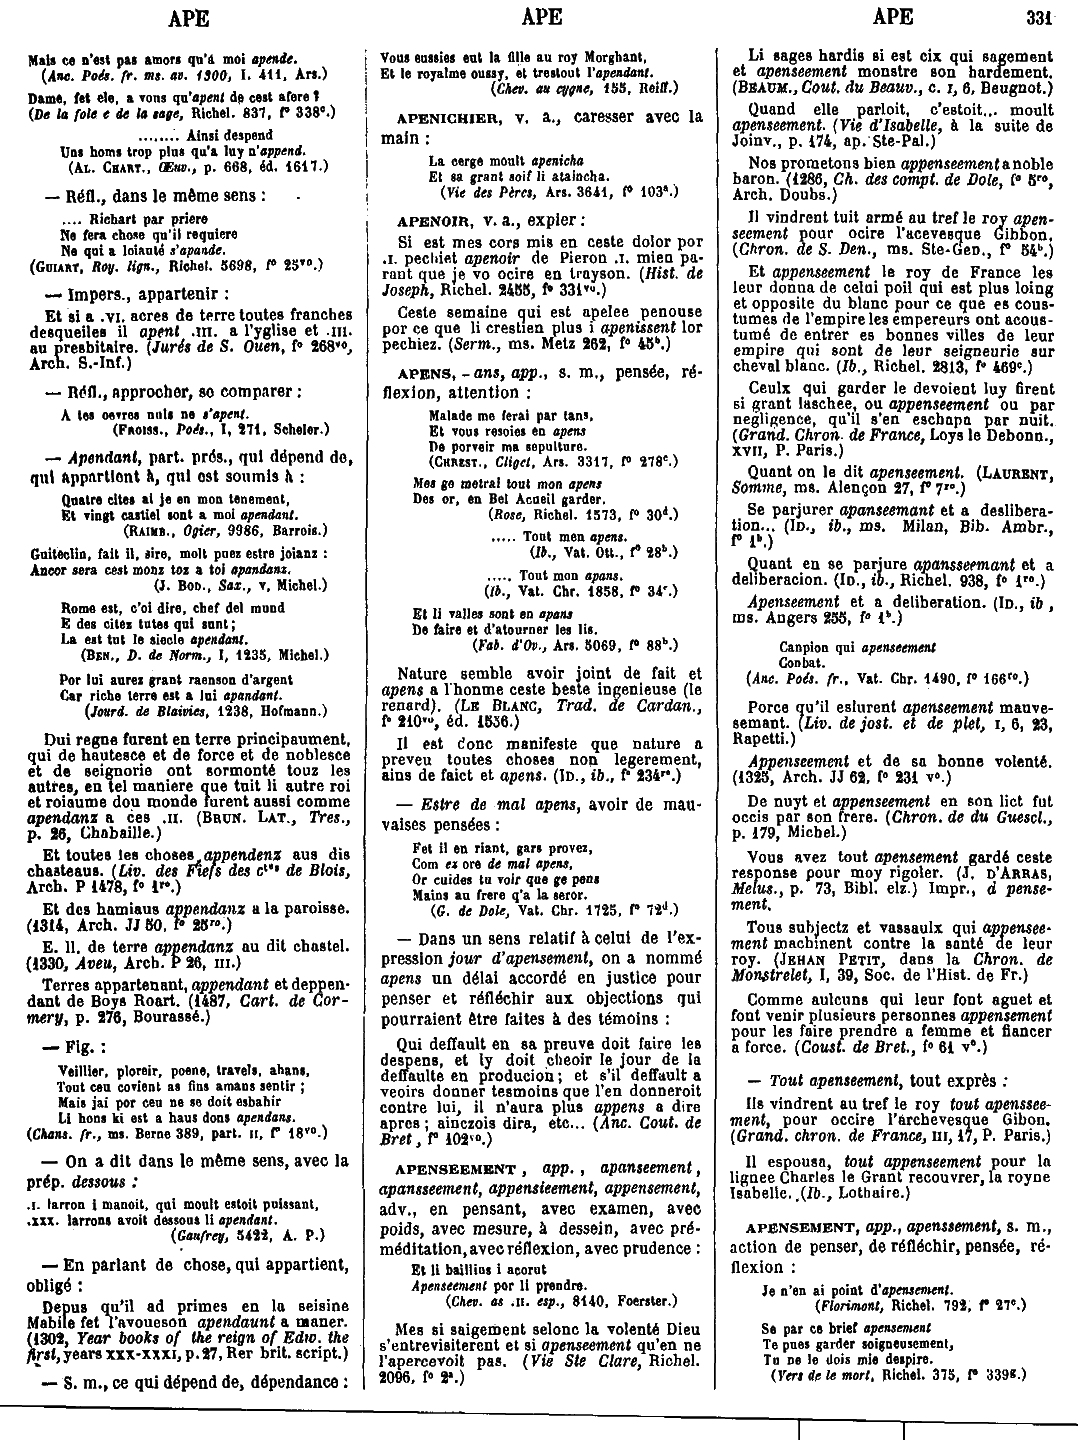 APE
APE
APE
331
Mais ce n'est pas amors qu'à moi apende.
(Anc. Poés. fr. ms. av. 1300, I. 411, Ars.)
Dame, fet ele, a vons qu'apent de cest afere ?
(De la fole e de la sage, Richel. 837, f° 338c.)
........ Ainsi despend
Uns homs trop plus qu'a luy n'append.
(AL. CHART., Œuv., p. 668, éd. 1617.)
— Réfl., dans le même sens :
.... Richart par priere
Ne fera chose qu'il requiere
Ne qui a loiauté s'apande.
(GUIART, Roy. lign., Richel. 5698, f° 25vo.)
— Impers., appartenir :
Et si a .VI. acres de terre toutes franches
desqueiles il apent .III. a l'yglise et .III.
au presbitaire. (Jurés de S. Ouen, f° 268vo,
Arch. S.-Inf.)
— Réfl., approcher, se comparer :
A tes oevres nuls ne s'apent.
(FROISS., Poés., I, 271, Scheler.)
— Apendant, part. prés., qui dépend de,
qui appartient à, qui est soumis à :
Quatre cites ai je en mon tenement,
Et vingt castiel sont a moi apendant.
(RAIMB., Ogier, 9986, Barrois.)
Guiteclin, fait il, sire, molt puez estre joianz :
Ancor sera cest monz toz a toi apandanz.
(J. BOD., Sax., V, Michel.)
Rome est, c'oi dire, chef del mund
E des citez tutes qui sunt ;
La est tut le siecle apendant.
(BEN., D. de Norm., I, 1235, Michel.)
Por lui aurez grant raenson d'argent
Car riche terre est a lui apandant.
(Jourd. de Blaivies, 1238, Hofmann.)
Dui regne furent en terre principaument,
qui de hautesce et de force et de noblesce
et de seignorie ont sormonté touz les
autres, en tel maniere que tuit li autre roi
et roiaume dou monde furent aussi comme
apendanz a ces .II. (BRUN. LAT., Tres.,
p. 26, Chabaille.)
Et toutes les choses appendenz aus dis
chasteaus. (Liv. des Fiefs des ctes de Blois,
Arch. P 1478, f° 1ro.)
Et des hamiaus appendanz a la paroisse.
(1314, Arch. JJ 50, f° 25ro.)
E. ll. de terre appendanz au dit chastel.
(1330, Aveu, Arch. P 26, III.)
Terres appartenant, appendant et deppen-
dant de Boys Roart. (1487, Cart. de Cor-
mery, p. 276, Bourassé.)
— Fig. :
Veillier, ploreir, poene, travels, ahans,
Tout ceu covient as fins amans sentir ;
Mais jai por ceu ne se doit esbahir
Li hons ki est a haus dons apendans.
(Chans. fr., ms. Berne 389, part. II, f° 18vo.)
— On a dit dans le même sens, avec la
prép. dessous :
.I. larron i manoit, qui moult estoit puissant,
.XXX. larrons avoit dessous li apendant.
(Gaufrey, 5422, A. P.)
— En parlant de chose, qui appartient,
obligé :
Depus qu'il ad primes en la seisine
Mabile fet l'avoueson apendaunt a maner.
(1302, Year books of the reign of Edw. the
first, years XXX-XXXI, p. 27, Rer brit. script.)
— S. m., ce qui dépend de, dépendance :
Vous eussies eut la fille au roy Morghant,
Et le royalme oussy, et trestout l'apendant.
(Chev. au cygne, 155, Reiff.)
APENICHIER, v. a., caresser avec la
main :
La cerge moult apenicha
Et sa grant soif li ataincha.
(Vie des Pères, Ars. 3641, f° 103a.)
APENOIR, v. a., expier :
Si est mes cors mis en ceste dolor por
.I. pechiet apenoir de Pieron .I. mien pa-
rant que je vo ocire en trayson. (Hist. de
Joseph, Richel. 2455, f° 331vo.)
Ceste semaine qui est apelee penouse
por ce que li crestien plus i apenissent lor
pechiez. (Serm., ms. Metz 262, f° 45b.)
APENS, -ans, app., s. m., pensée, ré-
flexion, attention :
Malade me ferai par tans,
Et vous resoies en apens
De porveir ma sepulture.
(CHREST., Cliget, Ars. 3317, f° 278c.)
Mes ge metrai tout mon apens
Des or, en Bel Acueil garder.
(Rose, Richel. 1573, f° 30d.)
..... Tout men apens.
(Ib., Vat. Ott., f° 28b.)
..... Tout mon apans.
(Ib., Vat. Chr. 1858, f° 34c.)
Et li valles sont en apans
De faire et d'atourner les lis.
(Fab. d'Ov., Ars. 5069, f° 88b.)
Nature semble avoir joint de fait et
apens a l'homme ceste beste ingenieuse (le
renard). (LE BLANC, Trad. de Cardan.,
f° 210vo, éd. 1556.)
Il est donc manifeste que nature a
preveu toutes choses non legerement,
ains de faict et apens. (ID., ib., f° 234ro.)
— Estre de mal apens, avoir de mau-
vaises pensées :
Fet il en riant, gars provez,
Com ex ore de mal apens,
Or cuides tu voir que ge pens
Mains au frere q'a la seror.
(G. de Dole, Vat. Chr. 1725, f° 72d.)
— Dans un sens relatif à celui de l'ex-
pression jour d'apensement, on a nommé
apens un délai accordé en justice pour
penser et réfléchir aux objections qui
pourraient être faites à des témoins :
Qui deffault en sa preuve doit faire les
despens, et ly doit cheoir le jour de la
deffaulte en producion ; et s'il deffault a
veoirs donner tesmoins que l'en donneroit
contre lui, il n'aura plus appens a dire
apres ; ainczois dira, etc... (Anc. Cout. de
Bret, f° 102vo.)
APENSEEMENT, app., apanseement,
apansseement, appensieement, appensement,
adv., en pensant, avec examen, avec
poids, avec mesure, à dessein, avec pré-
méditation, avec réflexion, avec prudence :
Et li baillius i acorut
Apenseement por li prendre.
(Chev. as .II. esp., 8140, Foerster.)
Mes si saigement selonc la volenté Dieu
s'entrevisiterent et si apenseement qu'en ne
l'apercevoit pas. (Vie Ste Clare, Richel.
2096, f° 2a.)
Li sages hardis si est cix qui sagement
et apenseement monstre son hardement.
(BEAUM., Cout. du Beauv., c. I, 6, Beugnot.)
Quand elle parloit, c'estoit... moult
apenseement. (Vie d'Isabelle, à la suite de
Joinv., p. 174, ap. Ste-Pal.)
Nos prometons bien appenseement a noble
baron. (1286, Ch. des compt. de Dole, f° 5ro,
Arch. Doubs.)
Il vindrent tuit armé au tref le roy apen-
seement pour ocire l'acevesque Gibbon.
(Chron. de S. Den., ms. Ste-Gen., f° 54b.)
Et appenseement le roy de France les
leur donna de celui poil qui est plus loing
et opposite du blanc pour ce que es cous-
tumes de l'empire les empereurs ont acous-
tumé de entrer es bonnes villes de leur
empire qui sont de leur seigneurie sur
cheval blanc. (Ib., Richel. 2813, f° 469c.)
Ceulx qui garder le devoient luy firent
si grant laschee, ou appenseement ou par
negligence, qu'il s'en eschapa par nuit.
(Grand. Chron. de France, Loys le Debonn.,
XVII, P. Paris.)
Quant on le dit apenseement. (LAURENT,
Somme, ms. Alençon 27, f° 7ro.)
Se parjurer apanseemant et a deslibera-
tion... (ID., ib., ms. Milan, Bib. Ambr.,
f° 1b.)
Quant en se parjure apansseemant et a
deliberacion. (ID., ib., Richel. 938, f° 1ro.)
Apenseement et a deliberation. (ID., ib,
ms. Angers 255, f° 1b.)
Canpion qui apenseement
Conbat.
(Anc. Poés. fr., Vat. Chr. 1490, f° 166ro.)
Porce qu'il eslurent apenseement mauve-
semant. (Liv. de jost. et de plet, I, 6, 23,
Rapetti.)
Appenseement et de sa bonne volenté.
(1325, Arch. JJ 62, f° 231 vo.)
De nuyt et appenseement en son lict fut
occis par son frere. (Chron. de du Guescl.,
p. 179, Michel.)
Vous avez tout apensement gardé ceste
response pour moy rigoler. (J. D'ARRAS,
Melus., p. 73, Bibl. elz.) Impr., a pense-
ment.
Tous subjectz et vassaulx qui appensee-
ment machinent contre la santé de leur
roy. (JEHAN PETIT, dans la Chron. de
Monstrelet, I, 39, Soc. de l'Hist. de Fr.)
Comme aulcuns qui leur font aguet et
font venir plusieurs personnes appensement
pour les faire prendre a femme et fiancer
a force. (Coust. de Bret., f° 61 v°.)
— Tout apenseement, tout exprès :
Ils vindrent au tref le roy tout apenssee-
ment, pour occire l'archevesque Gibon.
(Grand. chron. de France, III, 17, P. Paris.)
Il espousa, tout appenseement pour la
lignee Charles le Grant recouvrer, la royne
Isabelle. (Ib., Lothaire.)
APENSEMENT, app., apenssement, s. m.,
action de penser, de réfléchir, pensée, ré-
flexion :
Je n'en ai point d'apensement.
(Florimont, Richel. 792, f° 27c.)
Se par ce brief apensement
Te pues garder soigneusement,
Tu ne le dois mie despire.
(Vers de le mort, Richel. 375, f° 339g.)